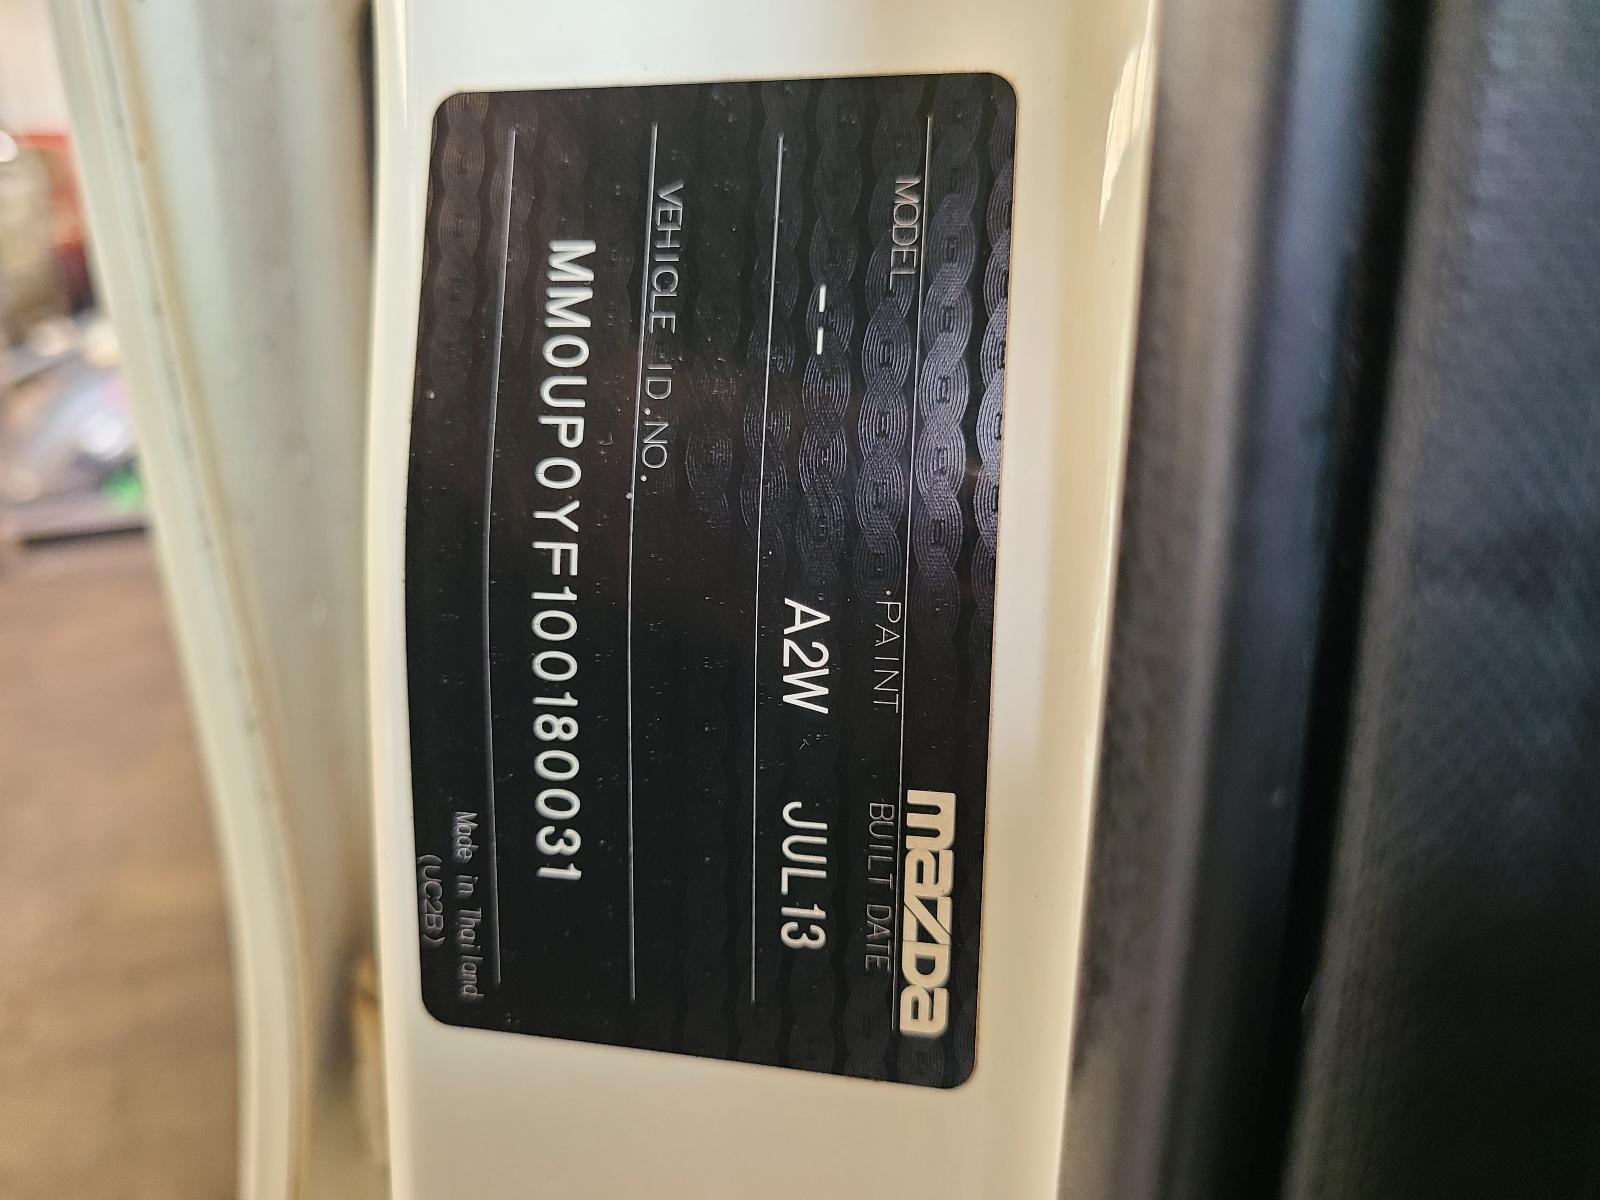 mazda
MODEL PAINT BUILT DATE
-- A2W JUL13
VEHICLE ID.NO.
MM0UP0YF100180031
Made in Thailand
(UC2B)